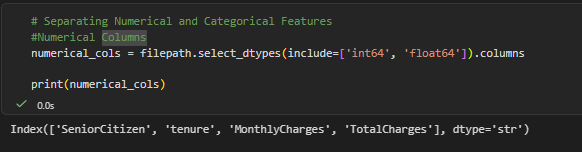 # Separating Numerical and Categorical Features
#Numerical Columns
numerical_cols = filepath.select_dtypes(include=['int64', 'float64']).columns
print(numerical_cols)
0.0s
Index(['SeniorCitizen', 'tenure', 'MonthlyCharges', 'TotalCharges'], dtype='str')